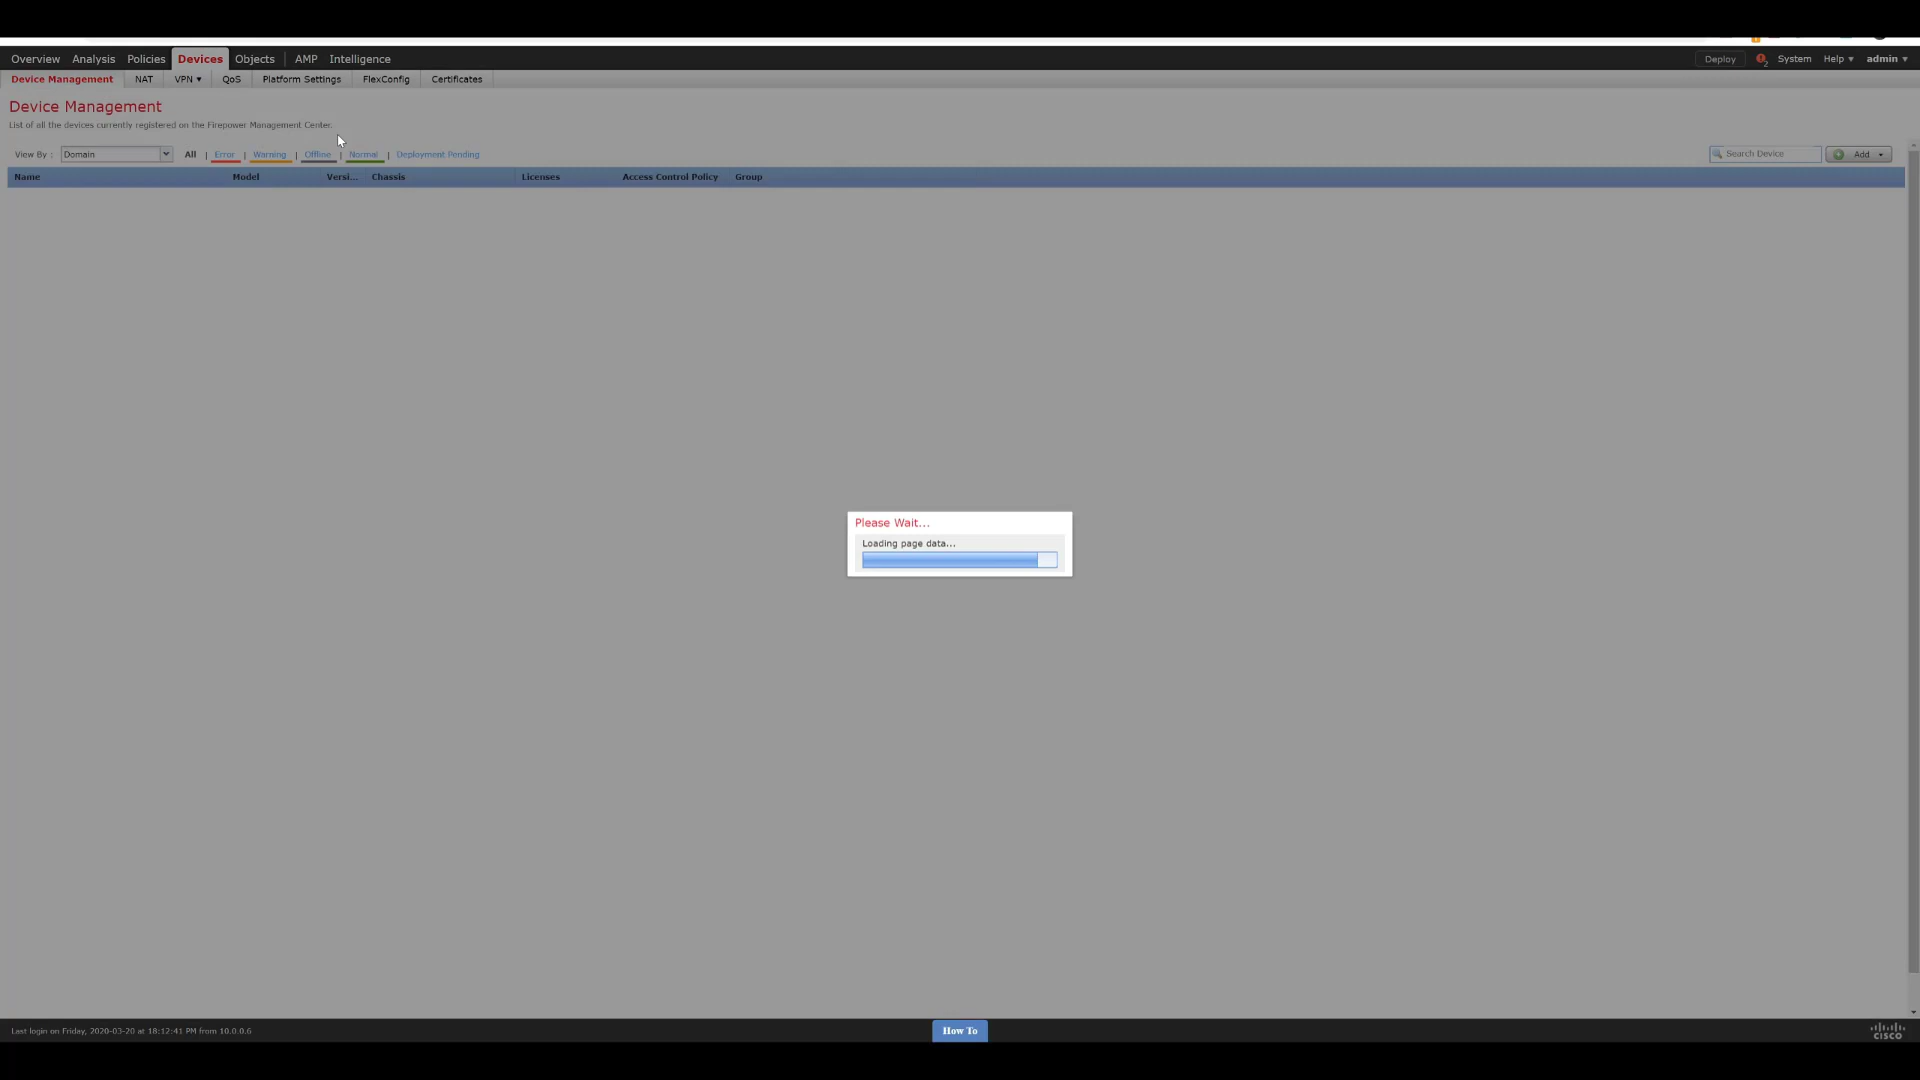 Overview Analysis Policies Devices Objects AMP Intelligence Deploy System Help ▾ admin ▾
Device Management NAT VPN ▾ QoS Platform Settings FlexConfig Certificates
Device Management
List of all the devices currently registered on the Firepower Management Center.
View By : Domain All | Error | Warning | Offline | Normal | Deployment Pending Search Device Add
Name Model Versi... Chassis Licenses Access Control Policy Group
Please Wait...
Loading page data...
Last login on Friday, 2020-03-20 at 18:12:41 PM from 10.0.0.6 How To
CISCO